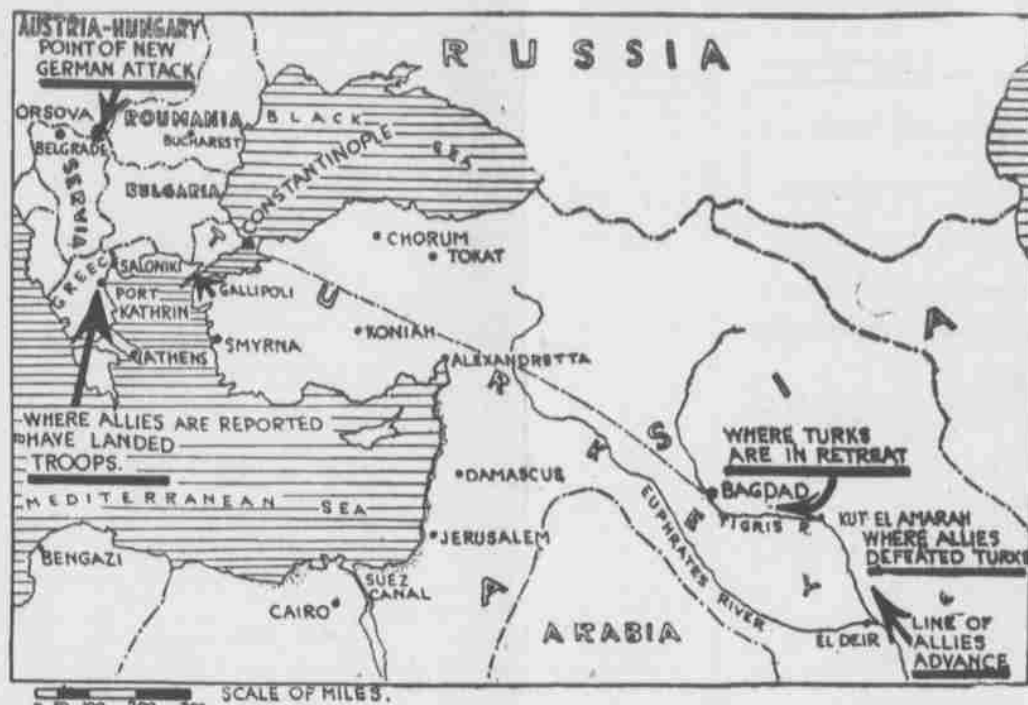 AUSTRIA-HUNGARY
POINT OF NEW
GERMAN ATTACK
RUSSIA
ORSOVA
BELGRADE
ROUMANIA
BUCHAREST
BLACK
SEA
CONSTANTINOPLE
SERVIA
BULGARIA
CHORUM
TOKAT
GREECE
SALONIKI
PORT
KATHRIN
GALLIPOLI
TURKEY
KONIAH
SMYRNA
ATHENS
ALEXANDRETTA
ASIA
WHERE ALLIES ARE REPORTED
HAVE LANDED
TROOPS.
WHERE TURKS
ARE IN RETREAT
BAGDAD
DAMASCUS
MEDITERRANEAN SEA
TIGRIS R
KUT EL AMARAH
WHERE ALLIES
DEFEATED TURKS
EUPHRATES RIVER
JERUSALEM
BENGAZI
SUEZ
CANAL
CAIRO
ARABIA
EL DEIR
LINE OF
ALLIES
ADVANCE
SCALE OF MILES.